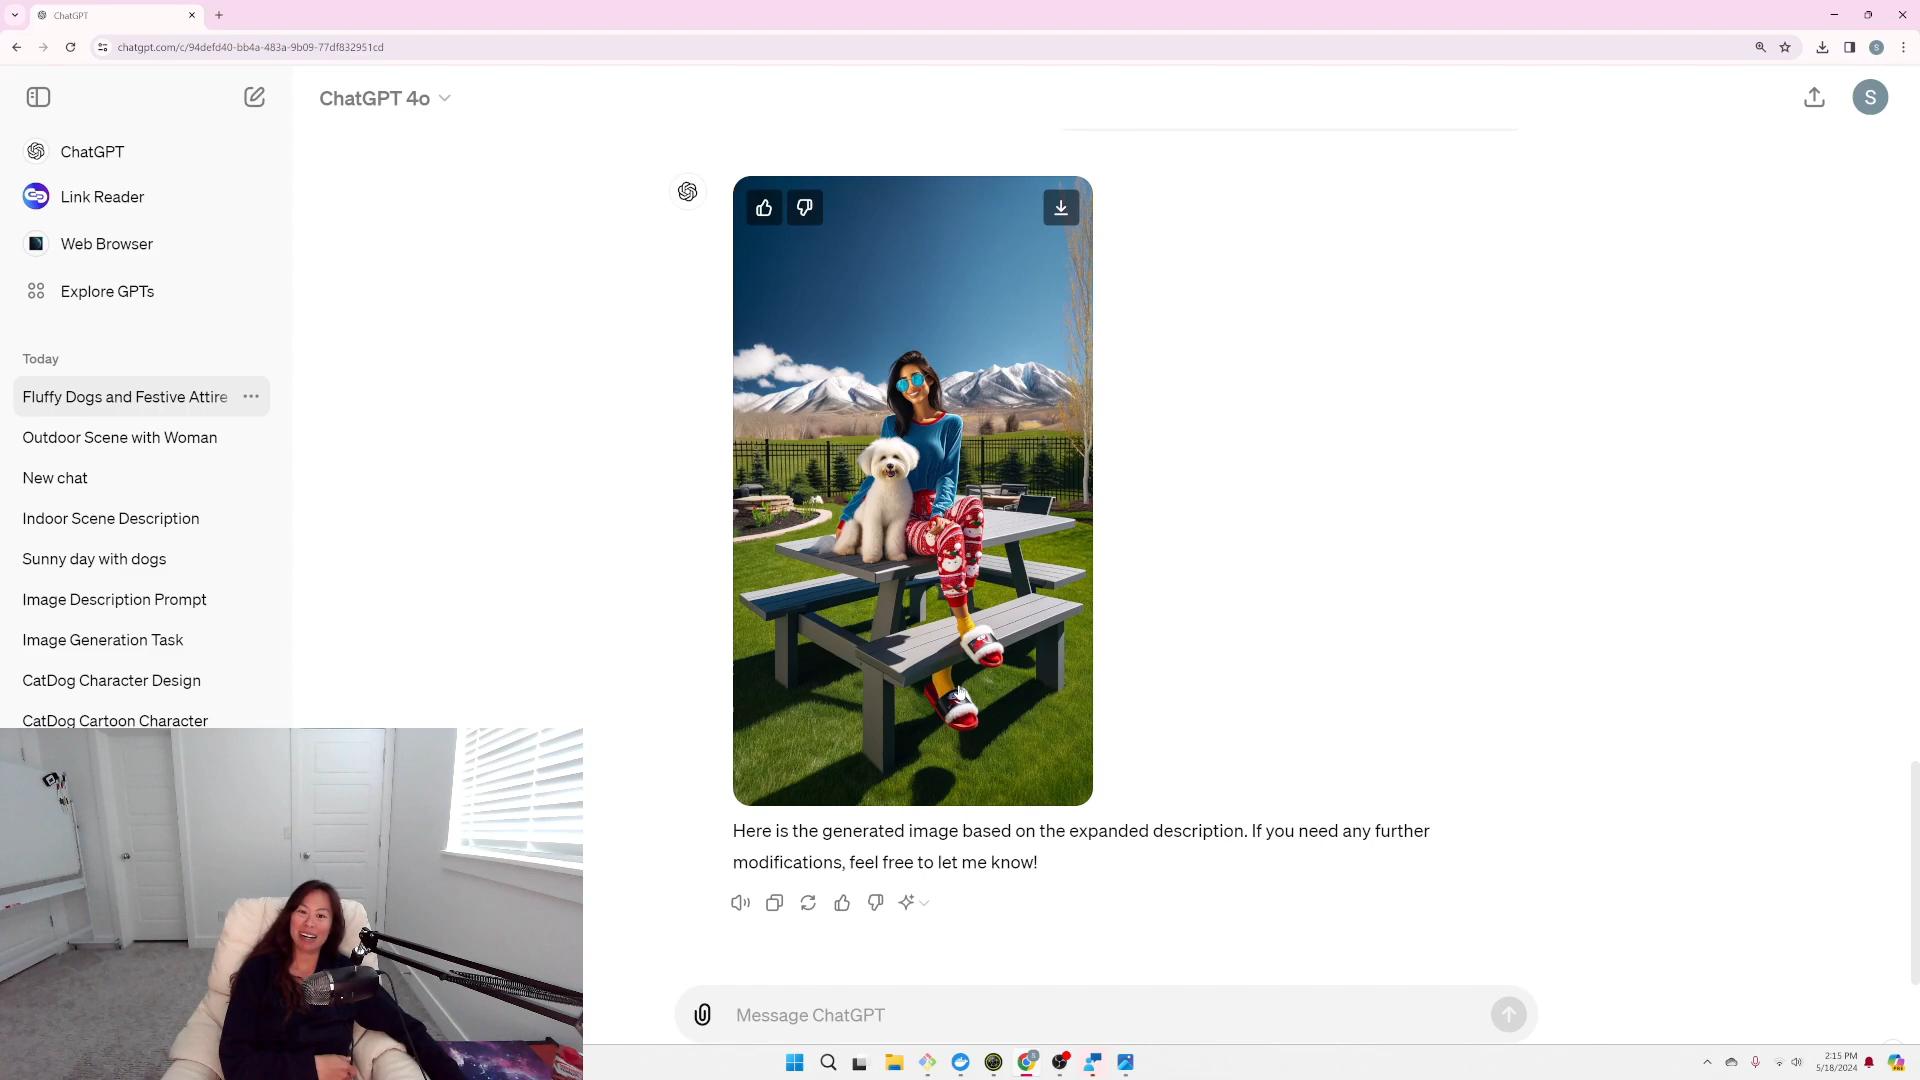 ChatGPT
chatgpt.com/c/94defd40-bb4a-483a-9b09-77df832951cd
S
ChatGPT 4o
S
ChatGPT
Link Reader
Web Browser
Explore GPTs
Today
Fluffy Dogs and Festive Attire
Outdoor Scene with Woman
New chat
Indoor Scene Description
Sunny day with dogs
Image Description Prompt
Image Generation Task
CatDog Character Design
CatDog Cartoon Character
Here is the generated image based on the expanded description. If you need any further
modifications, feel free to let me know!
Message ChatGPT
2:15 PM
5/18/2024
PRE